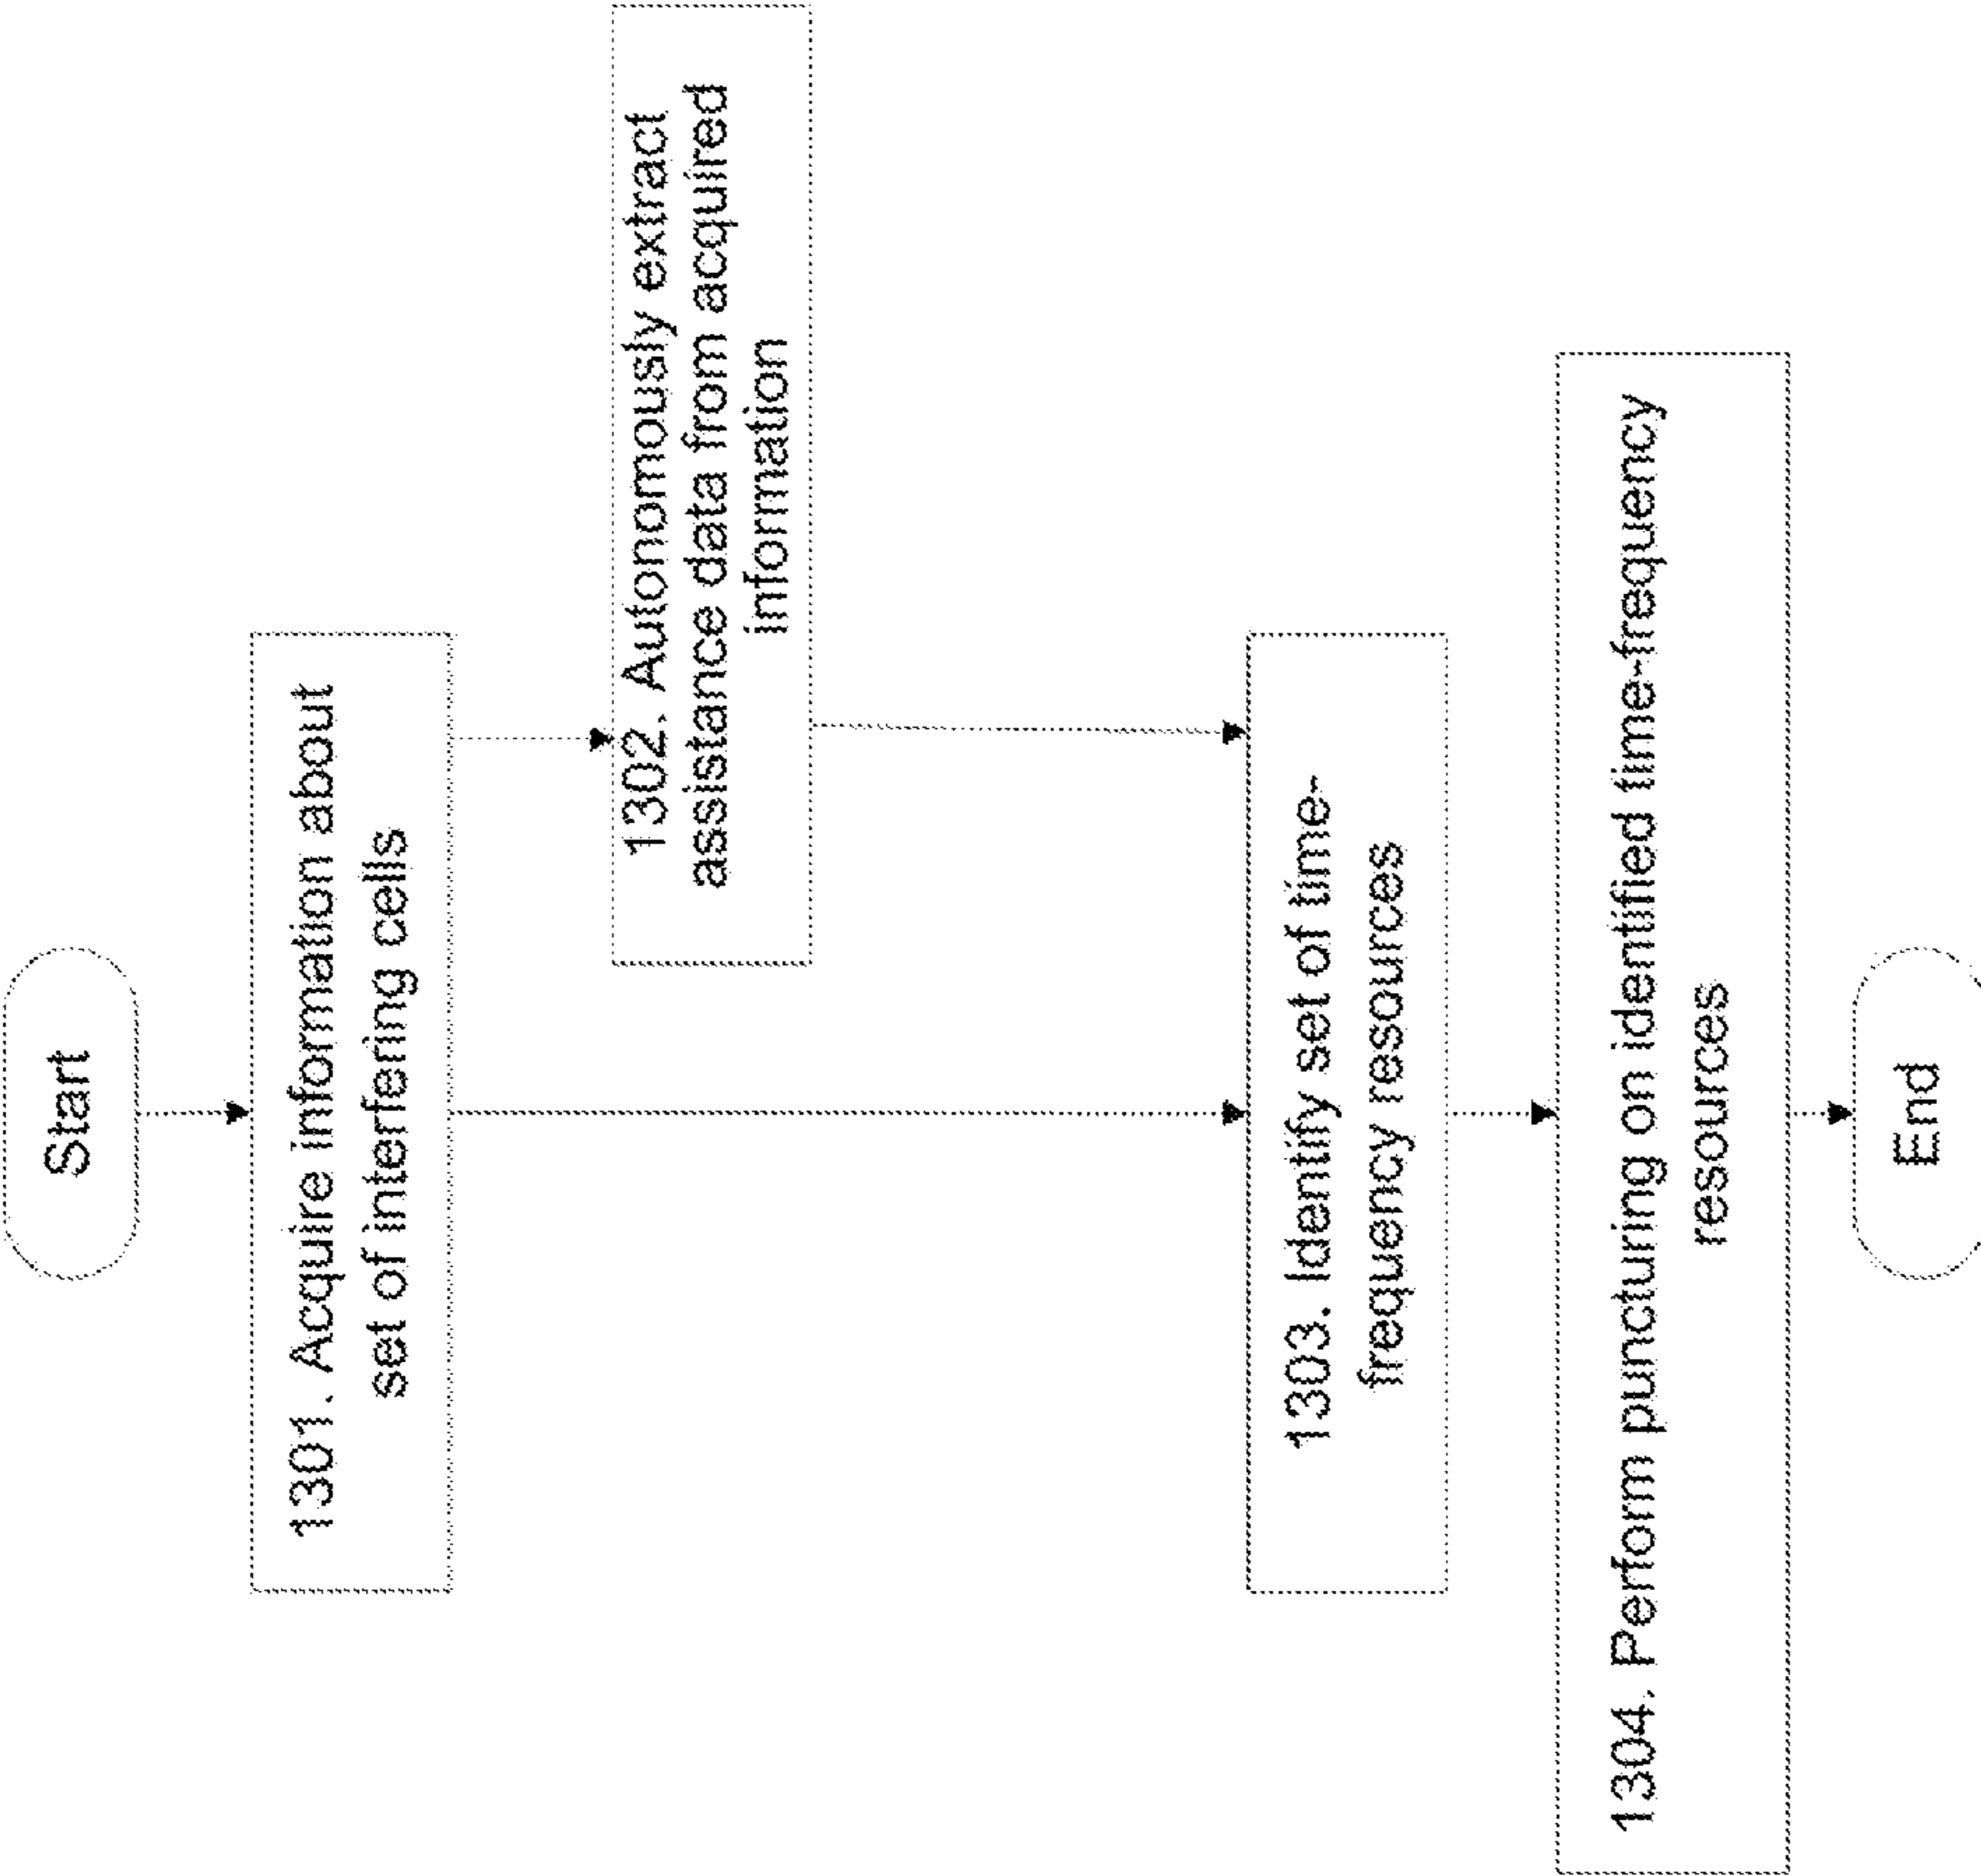 Start
1301. Acquire information about
set of interfering cells
1302. Autonomously extract
assistance data from acquired
information
1303. Identify set of time-
frequency resources
1304. Perform puncturing on identified time-frequency
resources
End